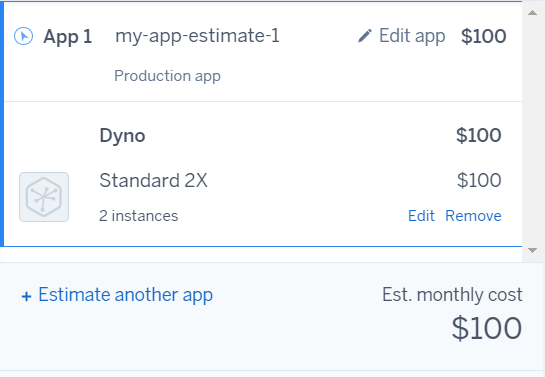 App 1 my-app-estimate-1 Edit app $100
Production app
Dyno $100
Standard 2X $100
2 instances Edit Remove
+ Estimate another app Est. monthly cost
$100